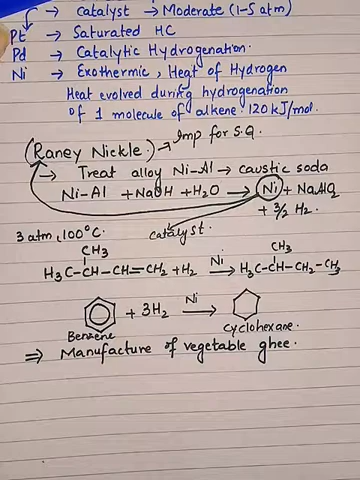 → catalyst → Moderate (1-5 atm)
Pt → Saturated HC
Pd → Catalytic Hydrogenation.
Ni → Exothermic, Heat of Hydrogen
Heat evolved during hydrogenation
of 1 molecule of alkene. 120 kJ/mol.
(Raney Nickle) → Imp for S.Q.
↳ Treat alloy Ni-Al → caustic soda
Ni-Al + NaOH + H₂O → Ni + NaAlO₂
+ 3/2 H₂.
catalyst.
3 atm, 100°C.
CH₃ CH₃
H₃C-CH-CH=CH₂ + H₂ Ni → H₃C-CH-CH₂-CH₃
+ 3H₂ Ni →
Benzene cyclohexane.
⇒ Manufacture of vegetable ghee.